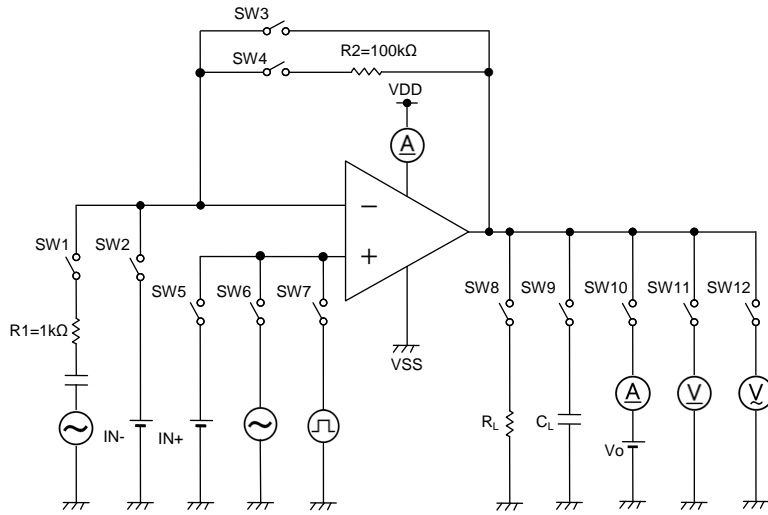 SW3
SW4
R2=100kΩ
VDD
A
SW1
SW2
SW5
SW6
SW7
VSS
SW8
SW9
SW10
SW11
SW12
R1=1kΩ
A
V
V
IN-
IN+
RL
CL
Vo